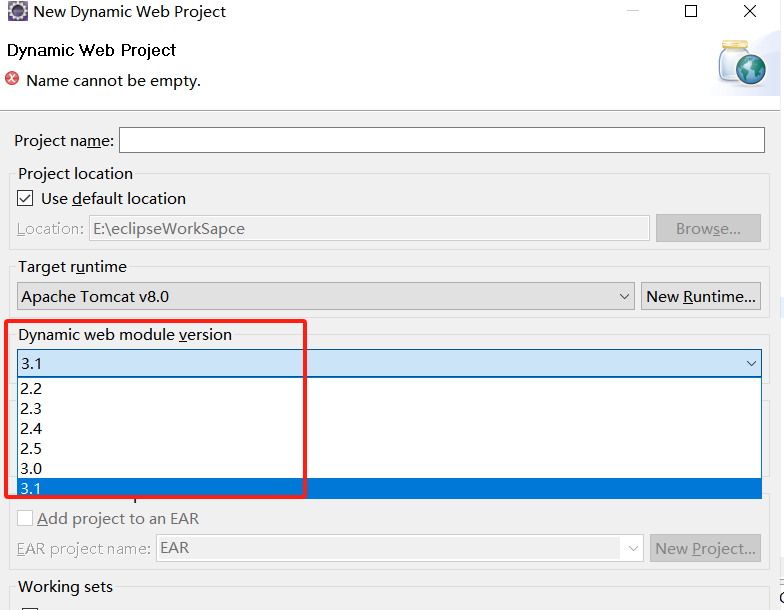 New Dynamic Web Project
Dynamic Web Project
Name cannot be empty.
Project name:
Project location
Use default location
Location: E:\eclipseWorkSapce Browse...
Target runtime
Apache Tomcat v8.0 New Runtime...
Dynamic web module version
3.1
2.2
2.3
2.4
2.5
3.0
3.1
Add project to an EAR
EAR project name: EAR New Project...
Working sets